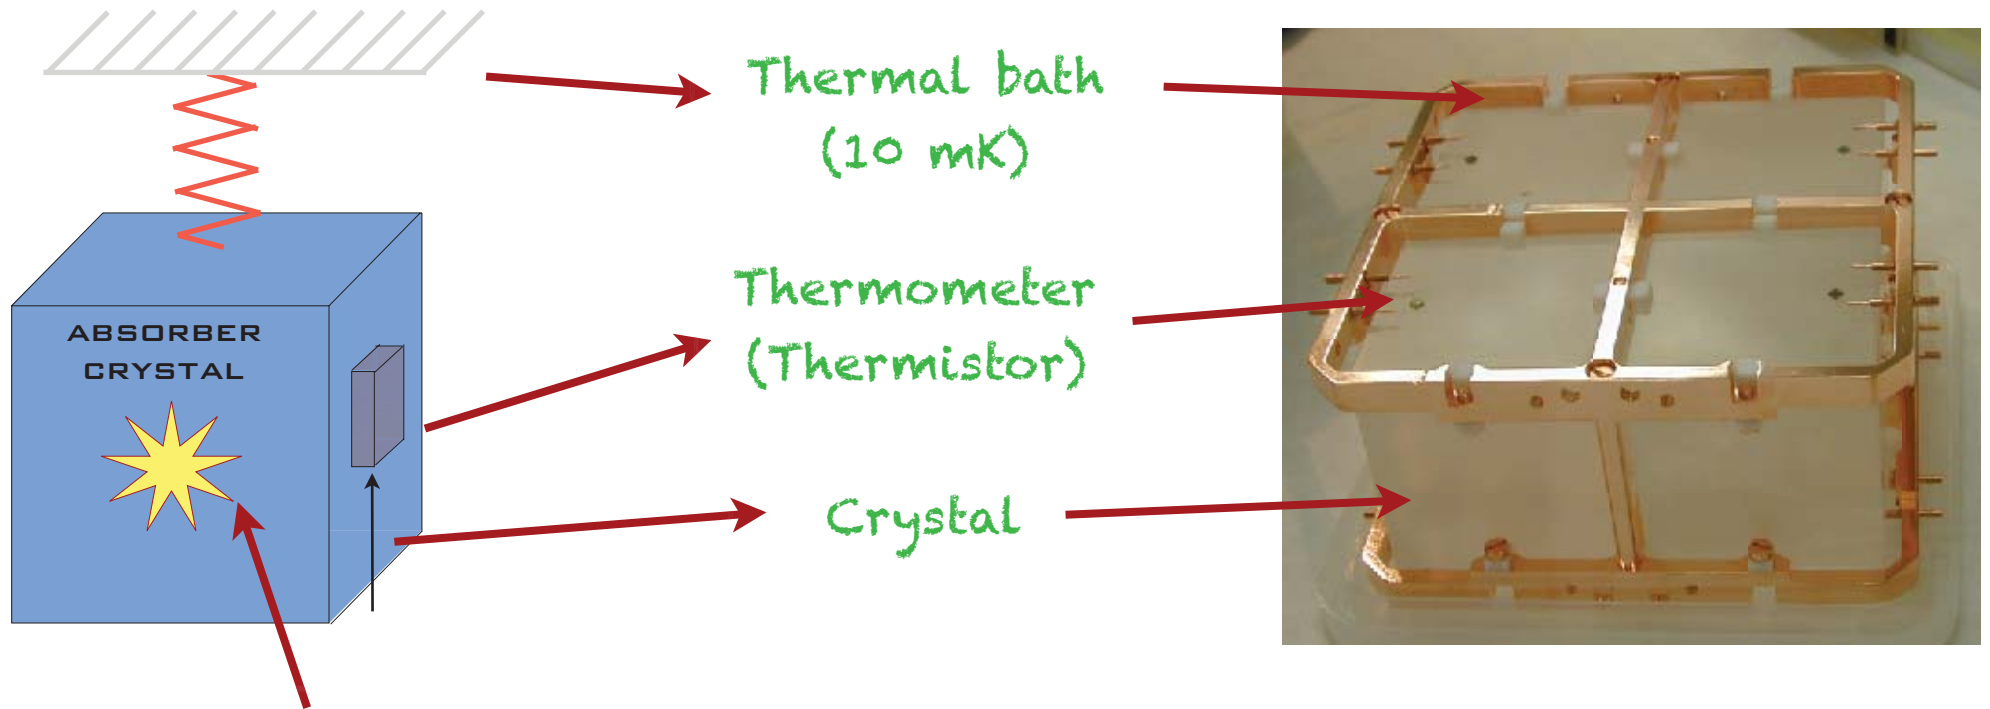 Thermal bath
(10 mK)
Thermometer
(Thermistor)
ABSORBER
CRYSTAL
Crystal